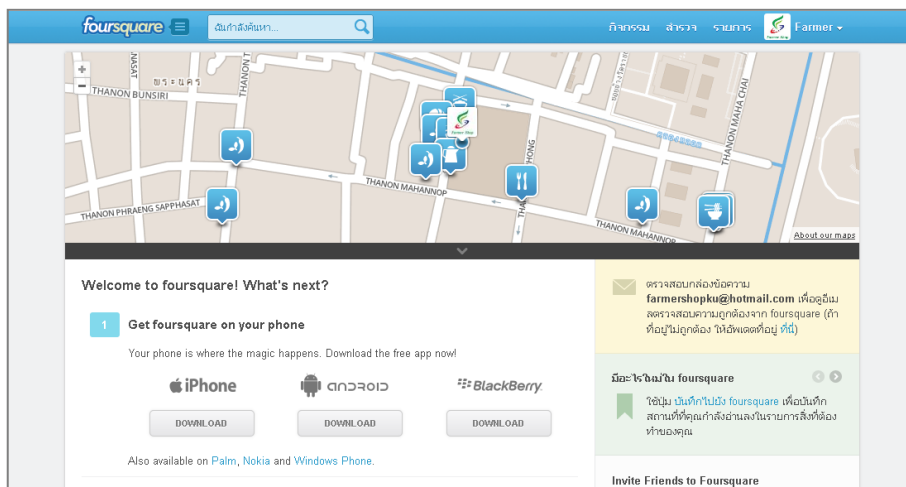 foursquare
ฉันกำลังค้นหา...
กิจกรรม สำรวจ รายการ Farmer
พระนคร
THANON BUNSIRI
THANON MAHA CHAI
THANON MAHANNOP
THANON PHRAENG SAPPHASAT
THANON MAHANNOP
About our maps
Welcome to foursquare! What's next?
1 Get foursquare on your phone
Your phone is where the magic happens. Download the free app now!
iPhone android BlackBerry
DOWNLOAD DOWNLOAD DOWNLOAD
Also available on Palm, Nokia and Windows Phone.
ตรวจสอบกล่องข้อความ
farmershopku@hotmail.com เพื่อดูอีเม
ลตรวจสอบความถูกต้องจาก foursquare (ถ้า
ที่อยู่ไม่ถูกต้อง ให้อัพเดตที่อยู่ ที่นี่)
มีอะไรใหม่ใน foursquare
ใช้ปุ่ม บันทึกไปยัง foursquare เพื่อบันทึก
สถานที่ที่คุณกำลังอ่านลงในรายการสิ่งที่ต้อง
ทำของคุณ
Invite Friends to Foursquare